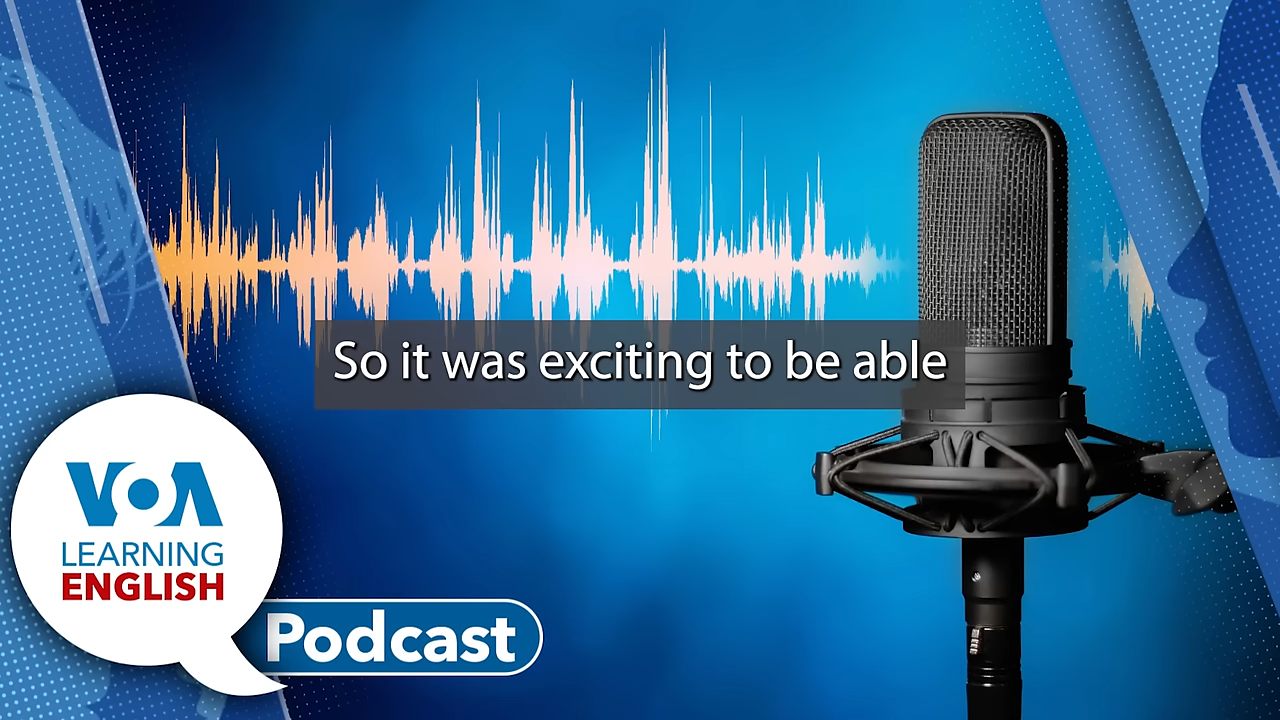 So it was exciting to be able
VOA
LEARNING
ENGLISH
Podcast